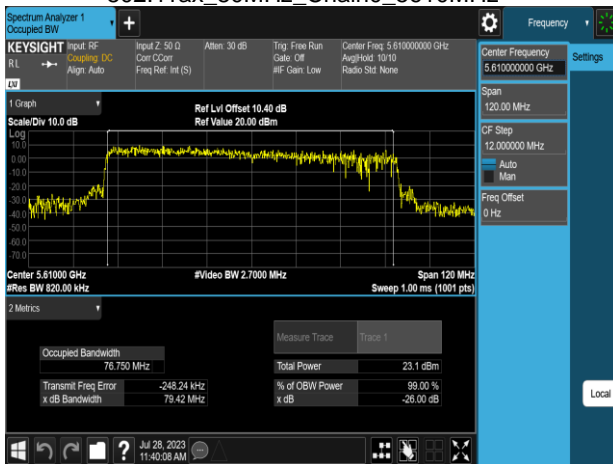 802.11ax_80MHz_Chain0_5610MHz
Spectrum Analyzer 1
Occupied BW
+
Frequency
KEYSIGHT
R L
LXI
Input: RF
Coupling: DC
Align: Auto
Input Z: 50 Ω
Corr CCorr
Freq Ref: Int (S)
Atten: 30 dB
Trig: Free Run
Gate: Off
#IF Gain: Low
Center Freq: 5.610000000 GHz
Avg|Hold: 10/10
Radio Std: None
Center Frequency
5.610000000 GHz
Settings
Span
120.00 MHz
CF Step
12.000000 MHz
Auto
Man
Freq Offset
0 Hz
Local
1 Graph
Scale/Div 10.0 dB
Ref Lvl Offset 10.40 dB
Ref Value 20.00 dBm
Log
10.0
0.00
-10.0
-20.0
-30.0
-40.0
-50.0
-60.0
-70.0
Center 5.61000 GHz
#Video BW 2.7000 MHz
Span 120 MHz
#Res BW 820.00 kHz
Sweep 1.00 ms (1001 pts)
2 Metrics
Measure Trace
Trace 1
Occupied Bandwidth
76.750 MHz
Total Power
23.1 dBm
Transmit Freq Error
-248.24 kHz
% of OBW Power
99.00 %
x dB Bandwidth
79.42 MHz
x dB
-26.00 dB
?
Jul 28, 2023
11:40:08 AM